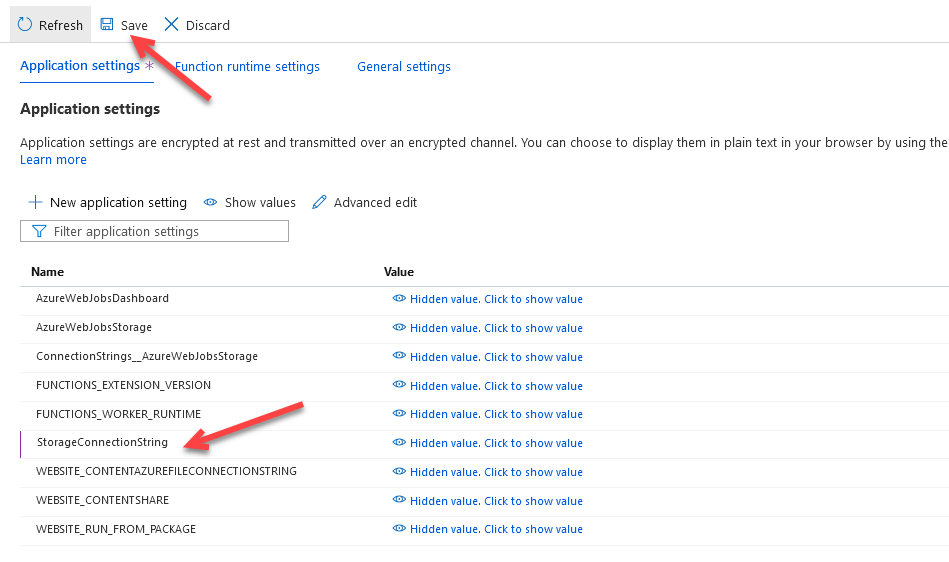 Refresh Save Discard
Application settings * Function runtime settings General settings
Application settings
Application settings are encrypted at rest and transmitted over an encrypted channel. You can choose to display them in plain text in your browser by using the
Learn more
New application setting Show values Advanced edit
Filter application settings
Name Value
AzureWebJobsDashboard Hidden value. Click to show value
AzureWebJobsStorage Hidden value. Click to show value
ConnectionStrings__AzureWebJobsStorage Hidden value. Click to show value
FUNCTIONS_EXTENSION_VERSION Hidden value. Click to show value
FUNCTIONS_WORKER_RUNTIME Hidden value. Click to show value
StorageConnectionString Hidden value. Click to show value
WEBSITE_CONTENTAZUREFILECONNECTIONSTRING Hidden value. Click to show value
WEBSITE_CONTENTSHARE Hidden value. Click to show value
WEBSITE_RUN_FROM_PACKAGE Hidden value. Click to show value